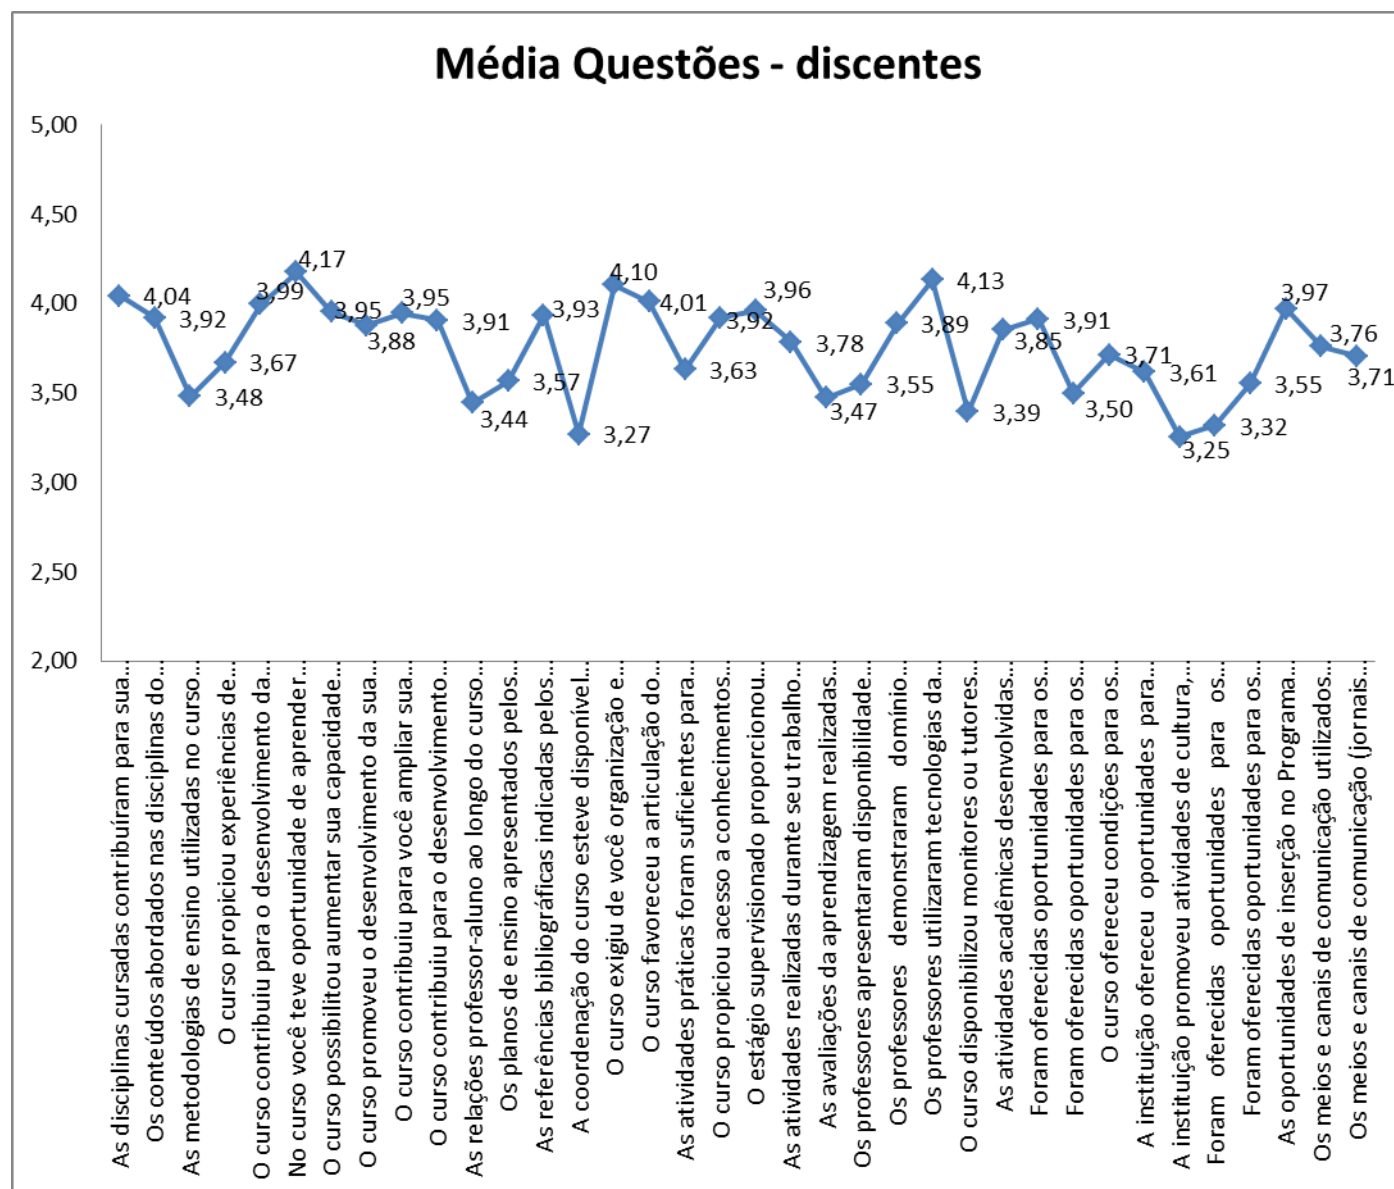 Média Questões - discentes
5,00
4,50
4,00
3,50
3,00
2,50
2,00
4,04
3,92
3,48
3,67
3,99
4,17
3,95
3,88
3,95
3,91
3,44
3,57
3,93
3,27
4,10
4,01
3,63
3,92
3,96
3,78
3,47
3,55
3,89
4,13
3,39
3,85
3,91
3,50
3,71
3,61
3,25
3,32
3,55
3,97
3,76
3,71
As disciplinas cursadas contribuíram para sua...
Os conteúdos abordados nas disciplinas do...
As metodologias de ensino utilizadas no curso...
O curso propiciou experiências de...
O curso contribuiu para o desenvolvimento da...
No curso você teve oportunidade de aprender...
O curso possibilitou aumentar sua capacidade...
O curso promoveu o desenvolvimento da sua...
O curso contribuiu para você ampliar sua...
O curso contribuiu para o desenvolvimento...
As relações professor-aluno ao longo do curso...
Os planos de ensino apresentados pelos...
As referências bibliográficas indicadas pelos...
A coordenação do curso esteve disponível...
O curso exigiu de você organização e...
O curso favoreceu a articulação do...
As atividades práticas foram suficientes para...
O curso propiciou acesso a conhecimentos...
O estágio supervisionado proporcionou...
As atividades realizadas durante seu trabalho...
As avaliações da aprendizagem realizadas...
Os professores apresentaram disponibilidade...
Os professores demonstraram domínio...
Os professores utilizaram tecnologias da...
O curso disponibilizou monitores ou tutores...
As atividades acadêmicas desenvolvidas...
Foram oferecidas oportunidades para os...
Foram oferecidas oportunidades para os...
O curso ofereceu condições para os...
A instituição ofereceu oportunidades para...
A instituição promoveu atividades de cultura,...
Foram oferecidas oportunidades para os...
Foram oferecidas oportunidades para os...
As oportunidades de inserção no Programa...
Os meios e canais de comunicação utilizados...
Os meios e canais de comunicação (jornais...